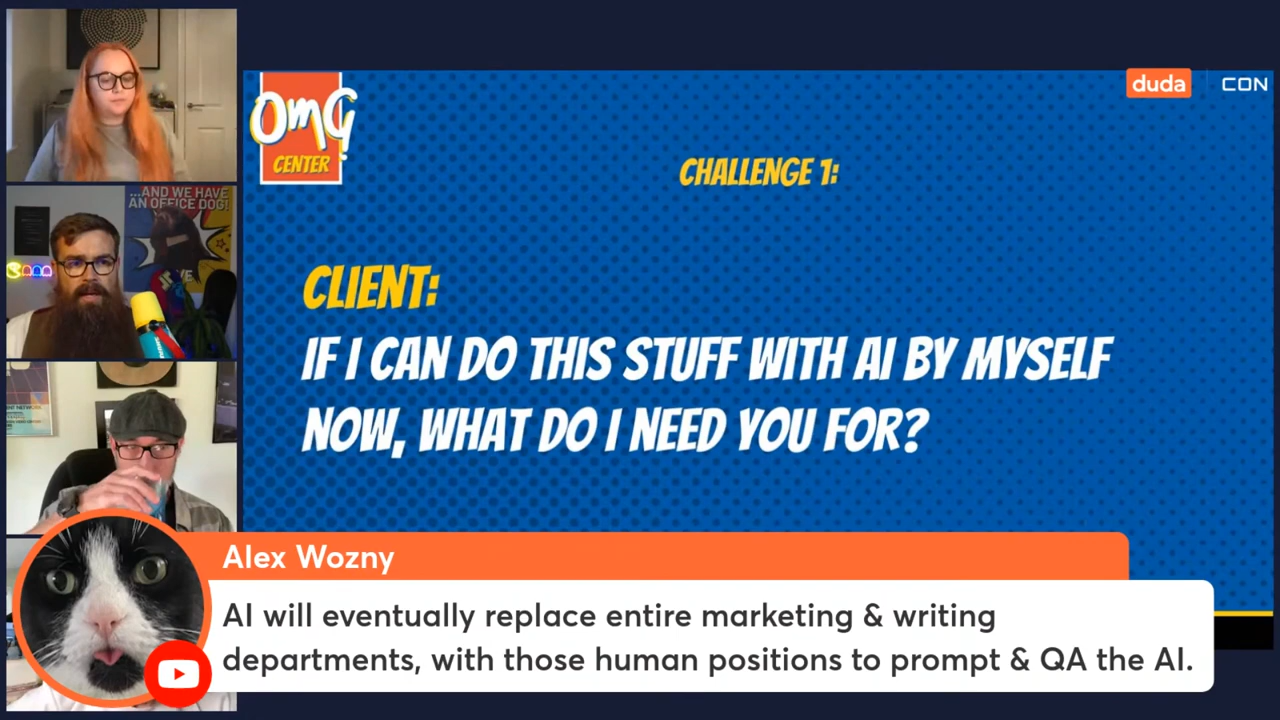 ...AND WE HAVE
AN OFFICE DOG!
OMG
CENTER
duda
CON
CHALLENGE 1:
CLIENT:
IF I CAN DO THIS STUFF WITH AI BY MYSELF
NOW, WHAT DO I NEED YOU FOR?
Alex Wozny
AI will eventually replace entire marketing & writing
departments, with those human positions to prompt & QA the AI.